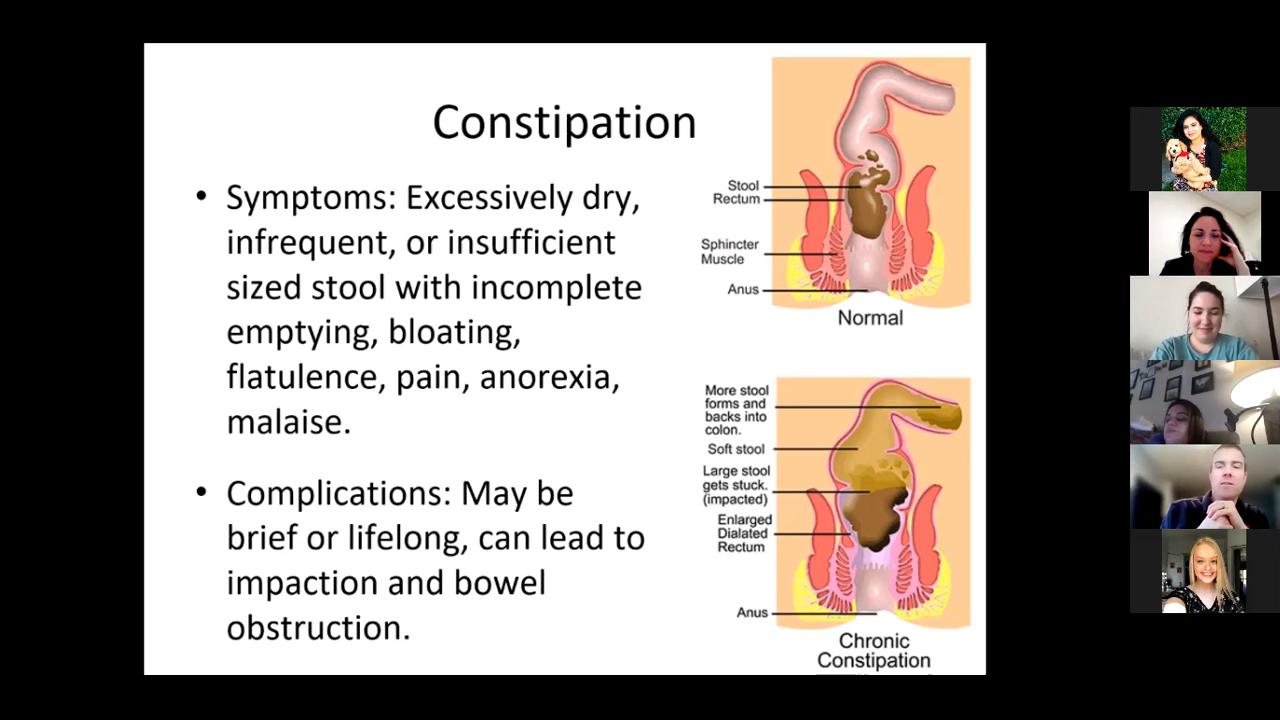 Constipation
• Symptoms: Excessively dry,
infrequent, or insufficient
sized stool with incomplete
emptying, bloating,
flatulence, pain, anorexia,
malaise.
• Complications: May be
brief or lifelong, can lead to
impaction and bowel
obstruction.
Stool
Rectum
Sphincter
Muscle
Anus
Normal
More stool
forms and
backs into
colon.
Soft stool
Large stool
gets stuck.
(impacted)
Enlarged
Dialated
Rectum
Anus
Chronic
Constipation